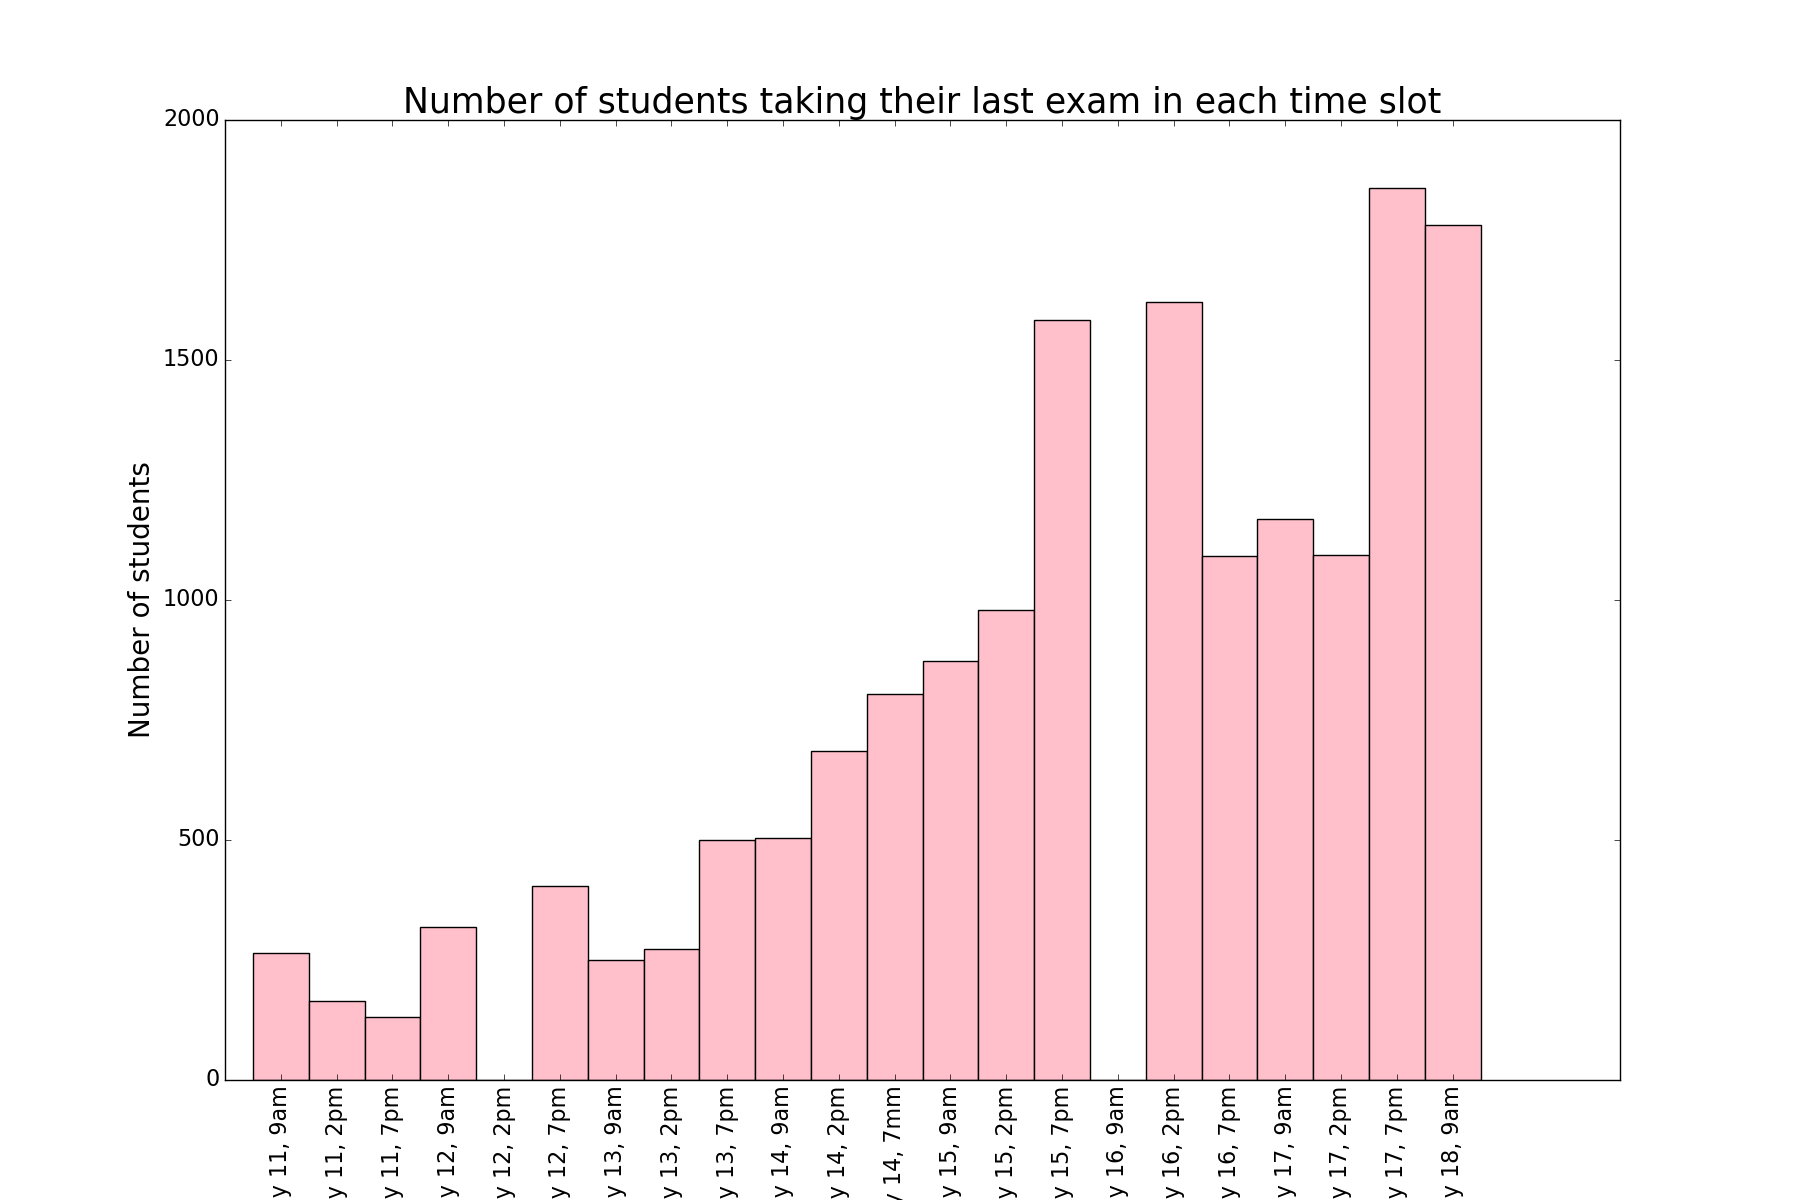 Number of students taking their last exam in each time slot
2000
1500
1000
500
0
Number of students
y 11, 9am
y 11, 2pm
y 11, 7pm
y 12, 9am
y 12, 2pm
y 12, 7pm
y 13, 9am
y 13, 2pm
y 13, 7pm
y 14, 9am
y 14, 2pm
y 14, 7mm
y 15, 9am
y 15, 2pm
y 15, 7pm
y 16, 9am
y 16, 2pm
y 16, 7pm
y 17, 9am
y 17, 2pm
y 17, 7pm
y 18, 9am